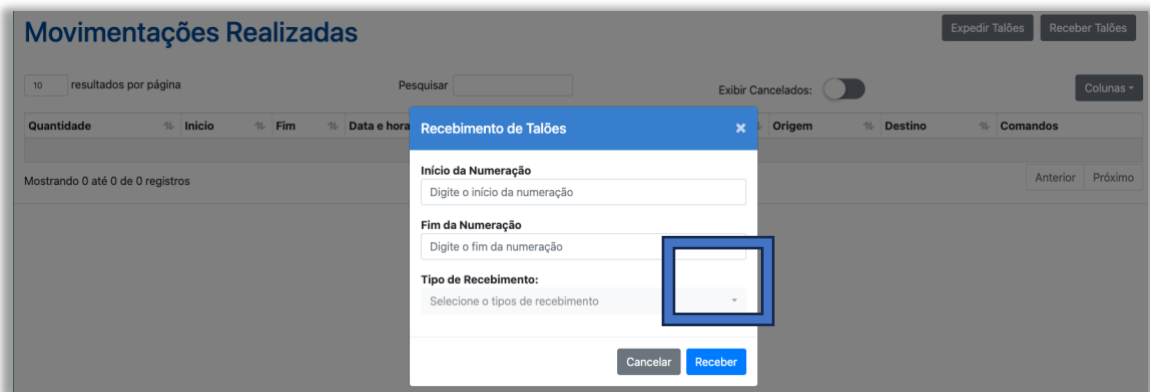 Movimentações Realizadas
Expedir Talões
Receber Talões
10 resultados por página
Pesquisar
Exibir Cancelados:
Colunas
Quantidade Inicio Fim Data e hora Origem Destino Comandos
Mostrando 0 até 0 de 0 registros
Anterior Próximo
Recebimento de Talões ×
Início da Numeração
Digite o início da numeração
Fim da Numeração
Digite o fim da numeração
Tipo de Recebimento:
Selecione o tipos de recebimento
Cancelar Receber